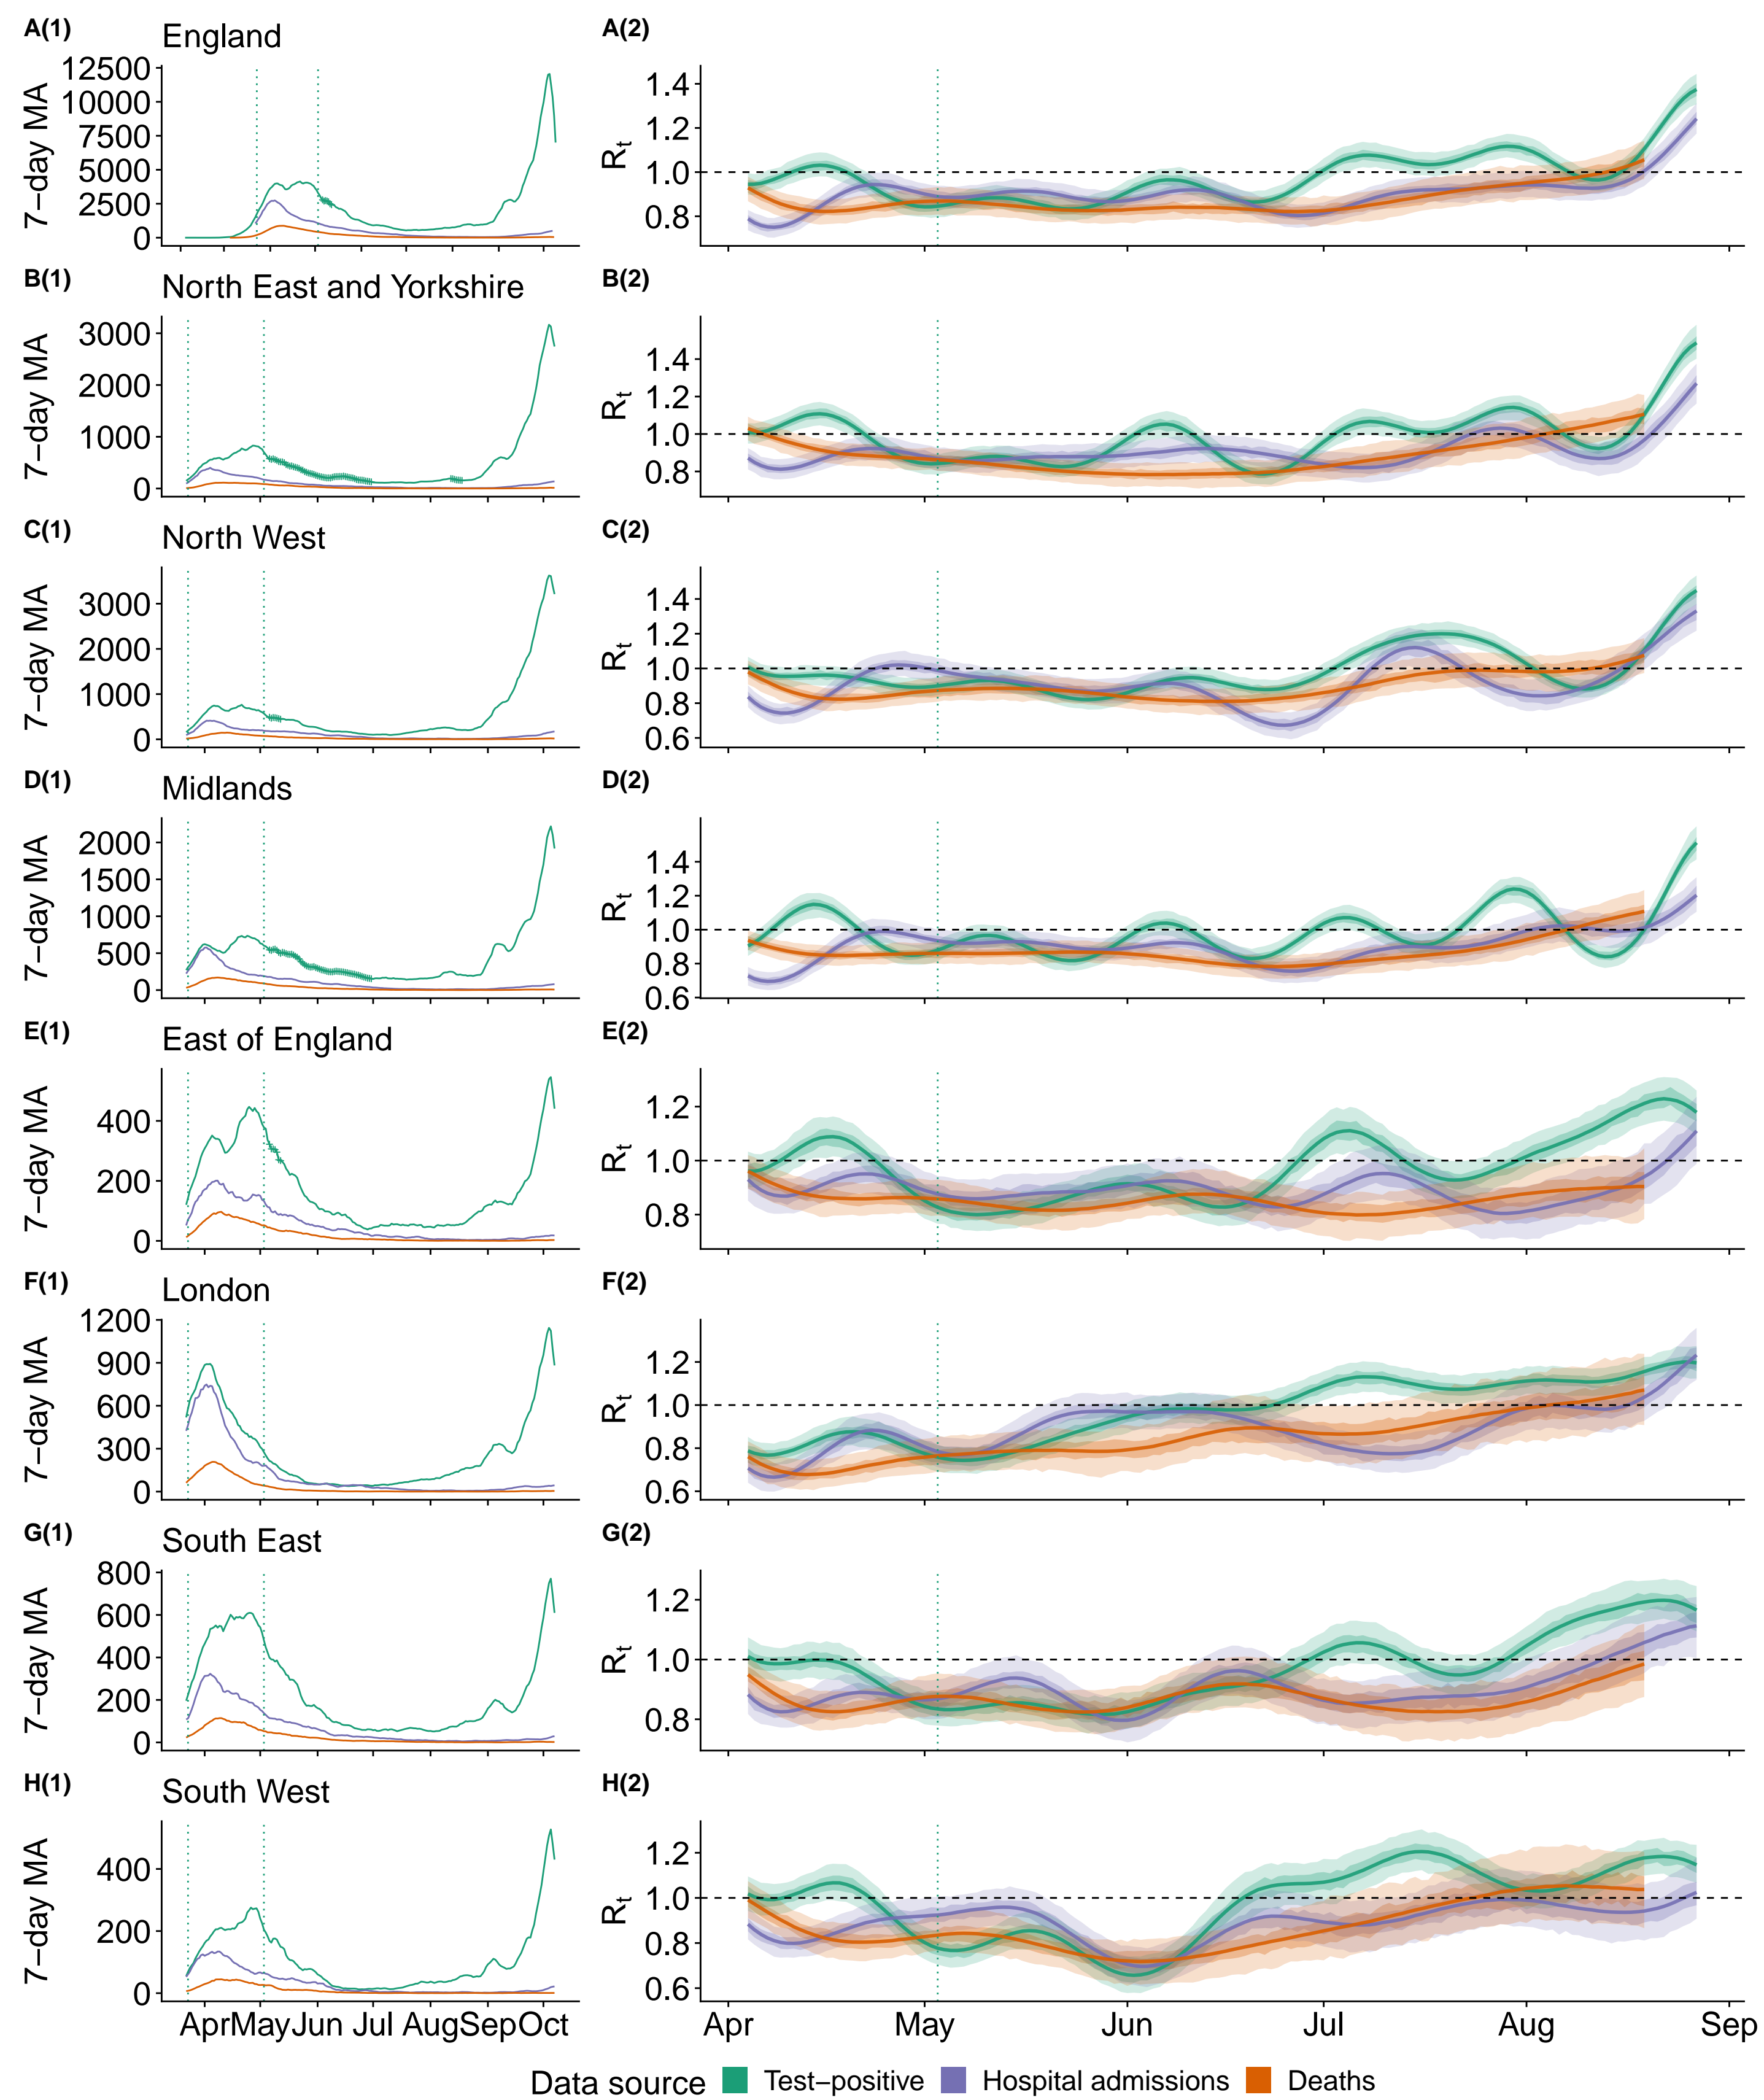 A(1) England A(2)
7−day MA
12500
10000
7500
5000
2500
0
Rt
1.4
1.2
1.0
0.8
B(1) North East and Yorkshire B(2)
7−day MA
3000
2000
1000
0
Rt
1.4
1.2
1.0
0.8
C(1) North West C(2)
7−day MA
3000
2000
1000
0
Rt
1.4
1.2
1.0
0.8
0.6
D(1) Midlands D(2)
7−day MA
2000
1500
1000
500
0
Rt
1.4
1.2
1.0
0.8
0.6
E(1) East of England E(2)
7−day MA
400
200
0
Rt
1.2
1.0
0.8
F(1) London F(2)
7−day MA
1200
900
600
300
0
Rt
1.2
1.0
0.8
0.6
G(1) South East G(2)
7−day MA
800
600
400
200
0
Rt
1.2
1.0
0.8
H(1) South West H(2)
7−day MA
400
200
0
Rt
1.2
1.0
0.8
0.6
Apr May Jun Jul Aug Sep Oct
Apr May Jun Jul Aug Sep
Data source Test−positive Hospital admissions Deaths